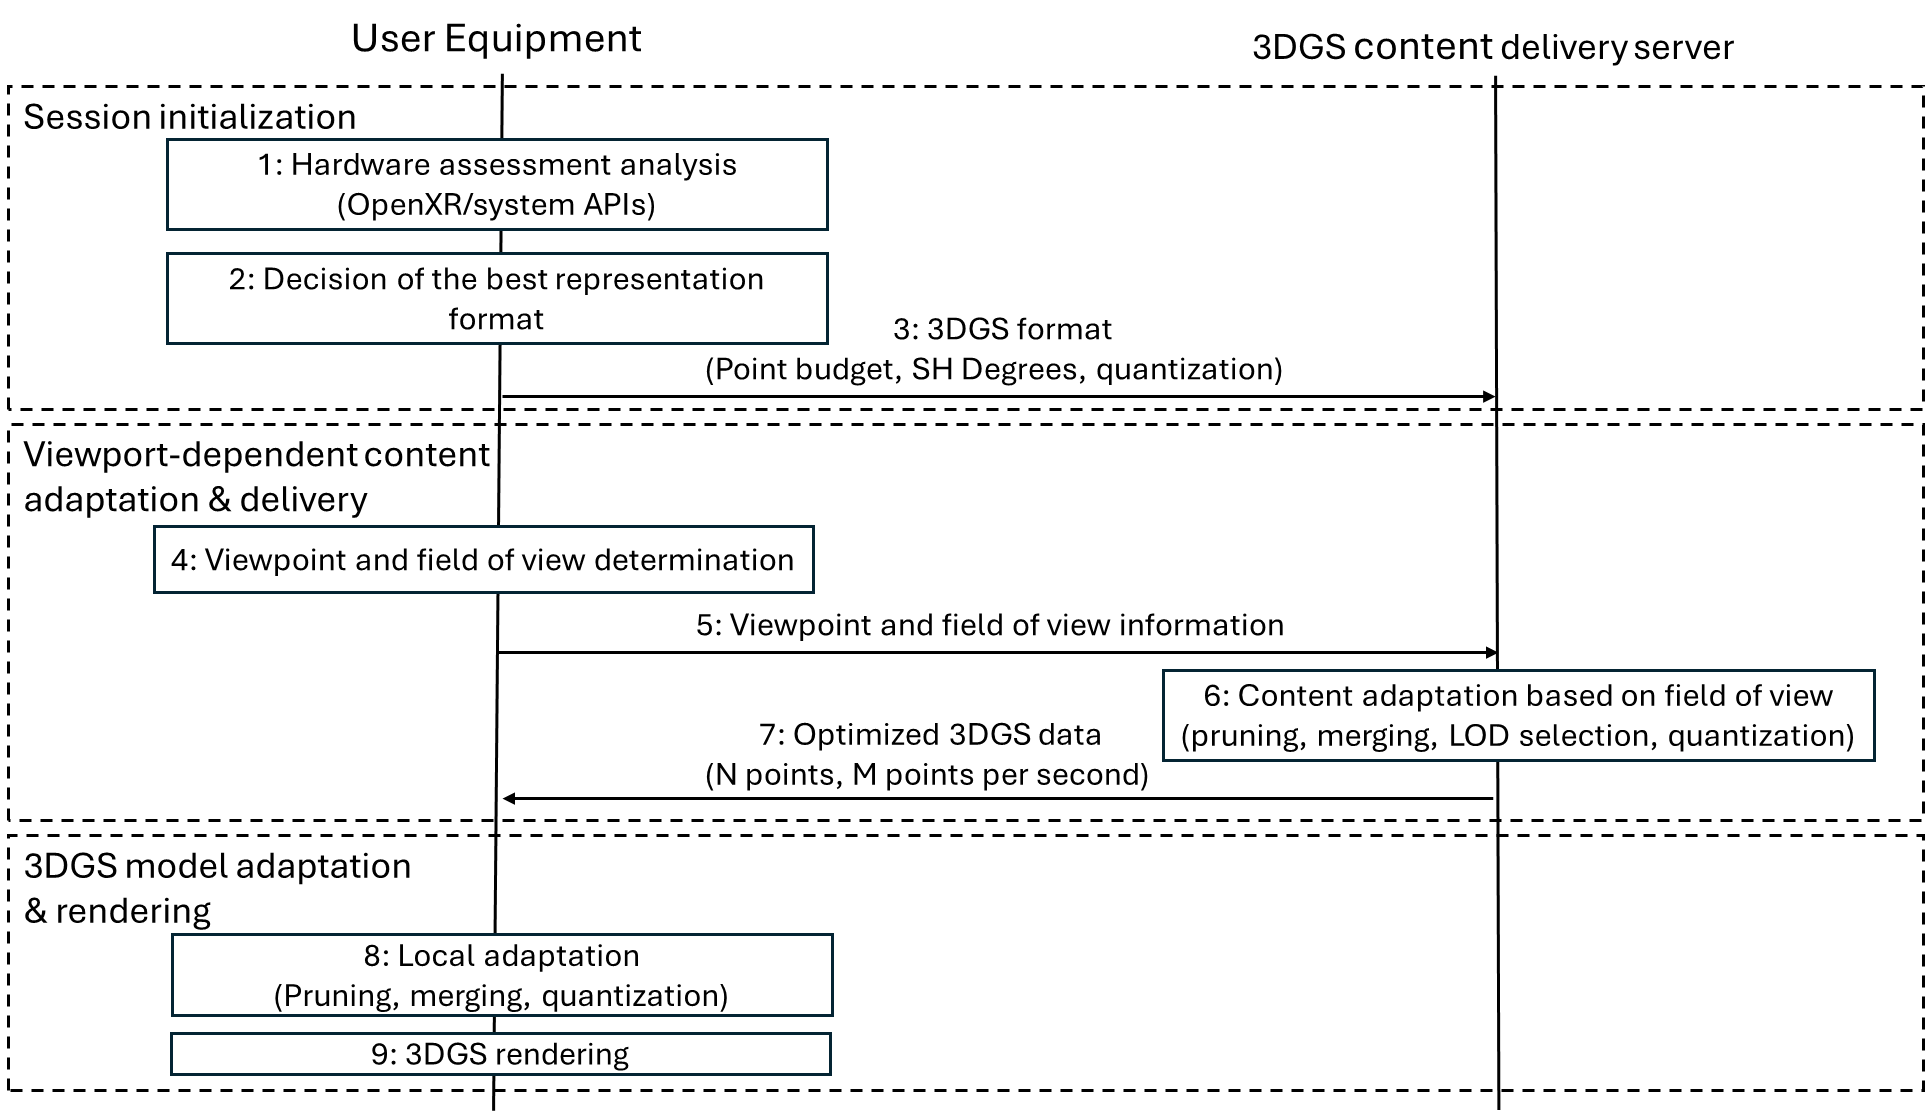 User Equipment
3DGS content delivery server
Session initialization
1: Hardware assessment analysis
(OpenXR/system APIs)
2: Decision of the best representation
format
3: 3DGS format
(Point budget, SH Degrees, quantization)
Viewport-dependent content
adaptation & delivery
4: Viewpoint and field of view determination
5: Viewpoint and field of view information
6: Content adaptation based on field of view
(pruning, merging, LOD selection, quantization)
7: Optimized 3DGS data
(N points, M points per second)
3DGS model adaptation
& rendering
8: Local adaptation
(Pruning, merging, quantization)
9: 3DGS rendering